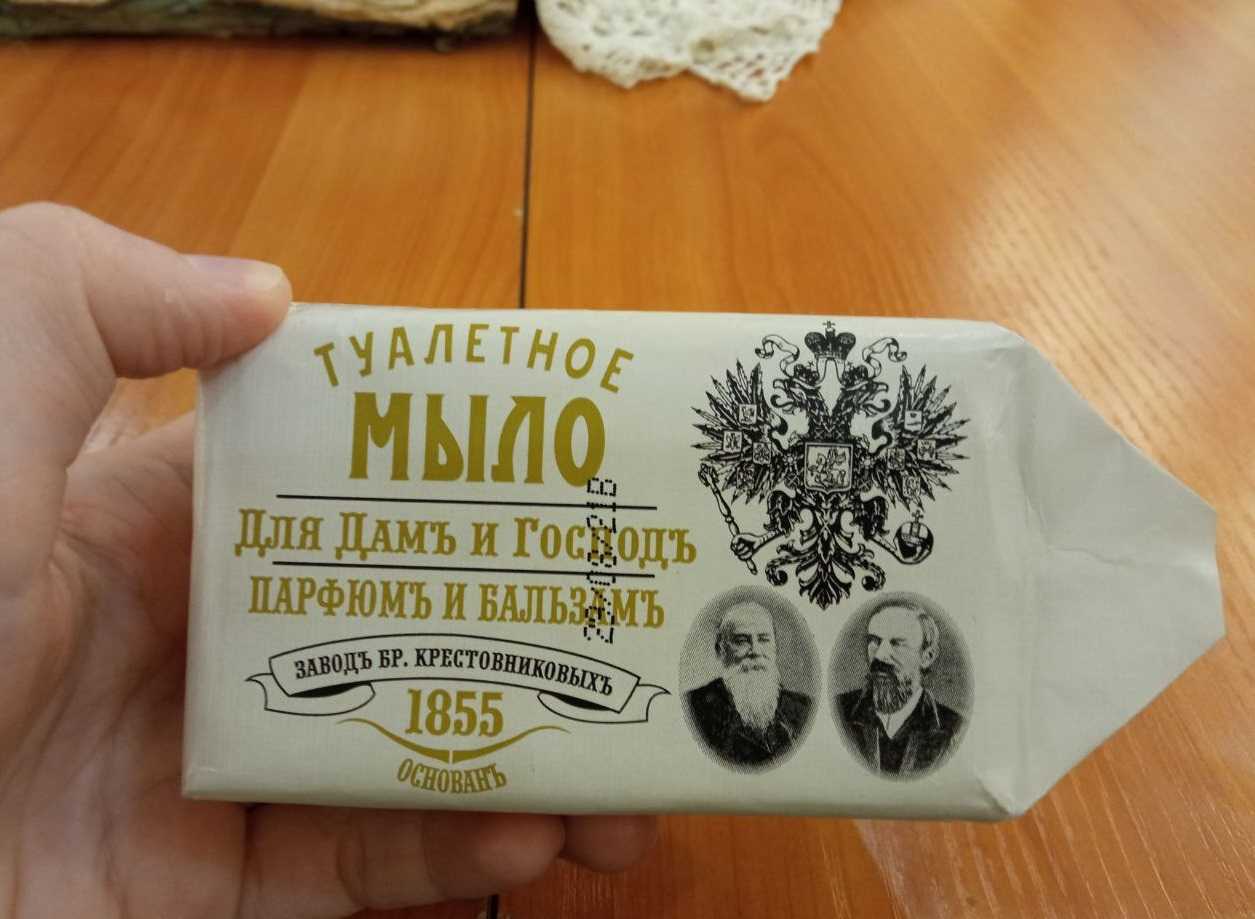 ТУАЛЕТНОЕ
МЫЛО
Для Дамъ и Господъ
ПАРФЮМЪ И БАЛЬЗАМЪ
ЗАВОДЪ БР. КРЕСТОВНИКОВЫХЪ
1855
ОСНОВАНЪ